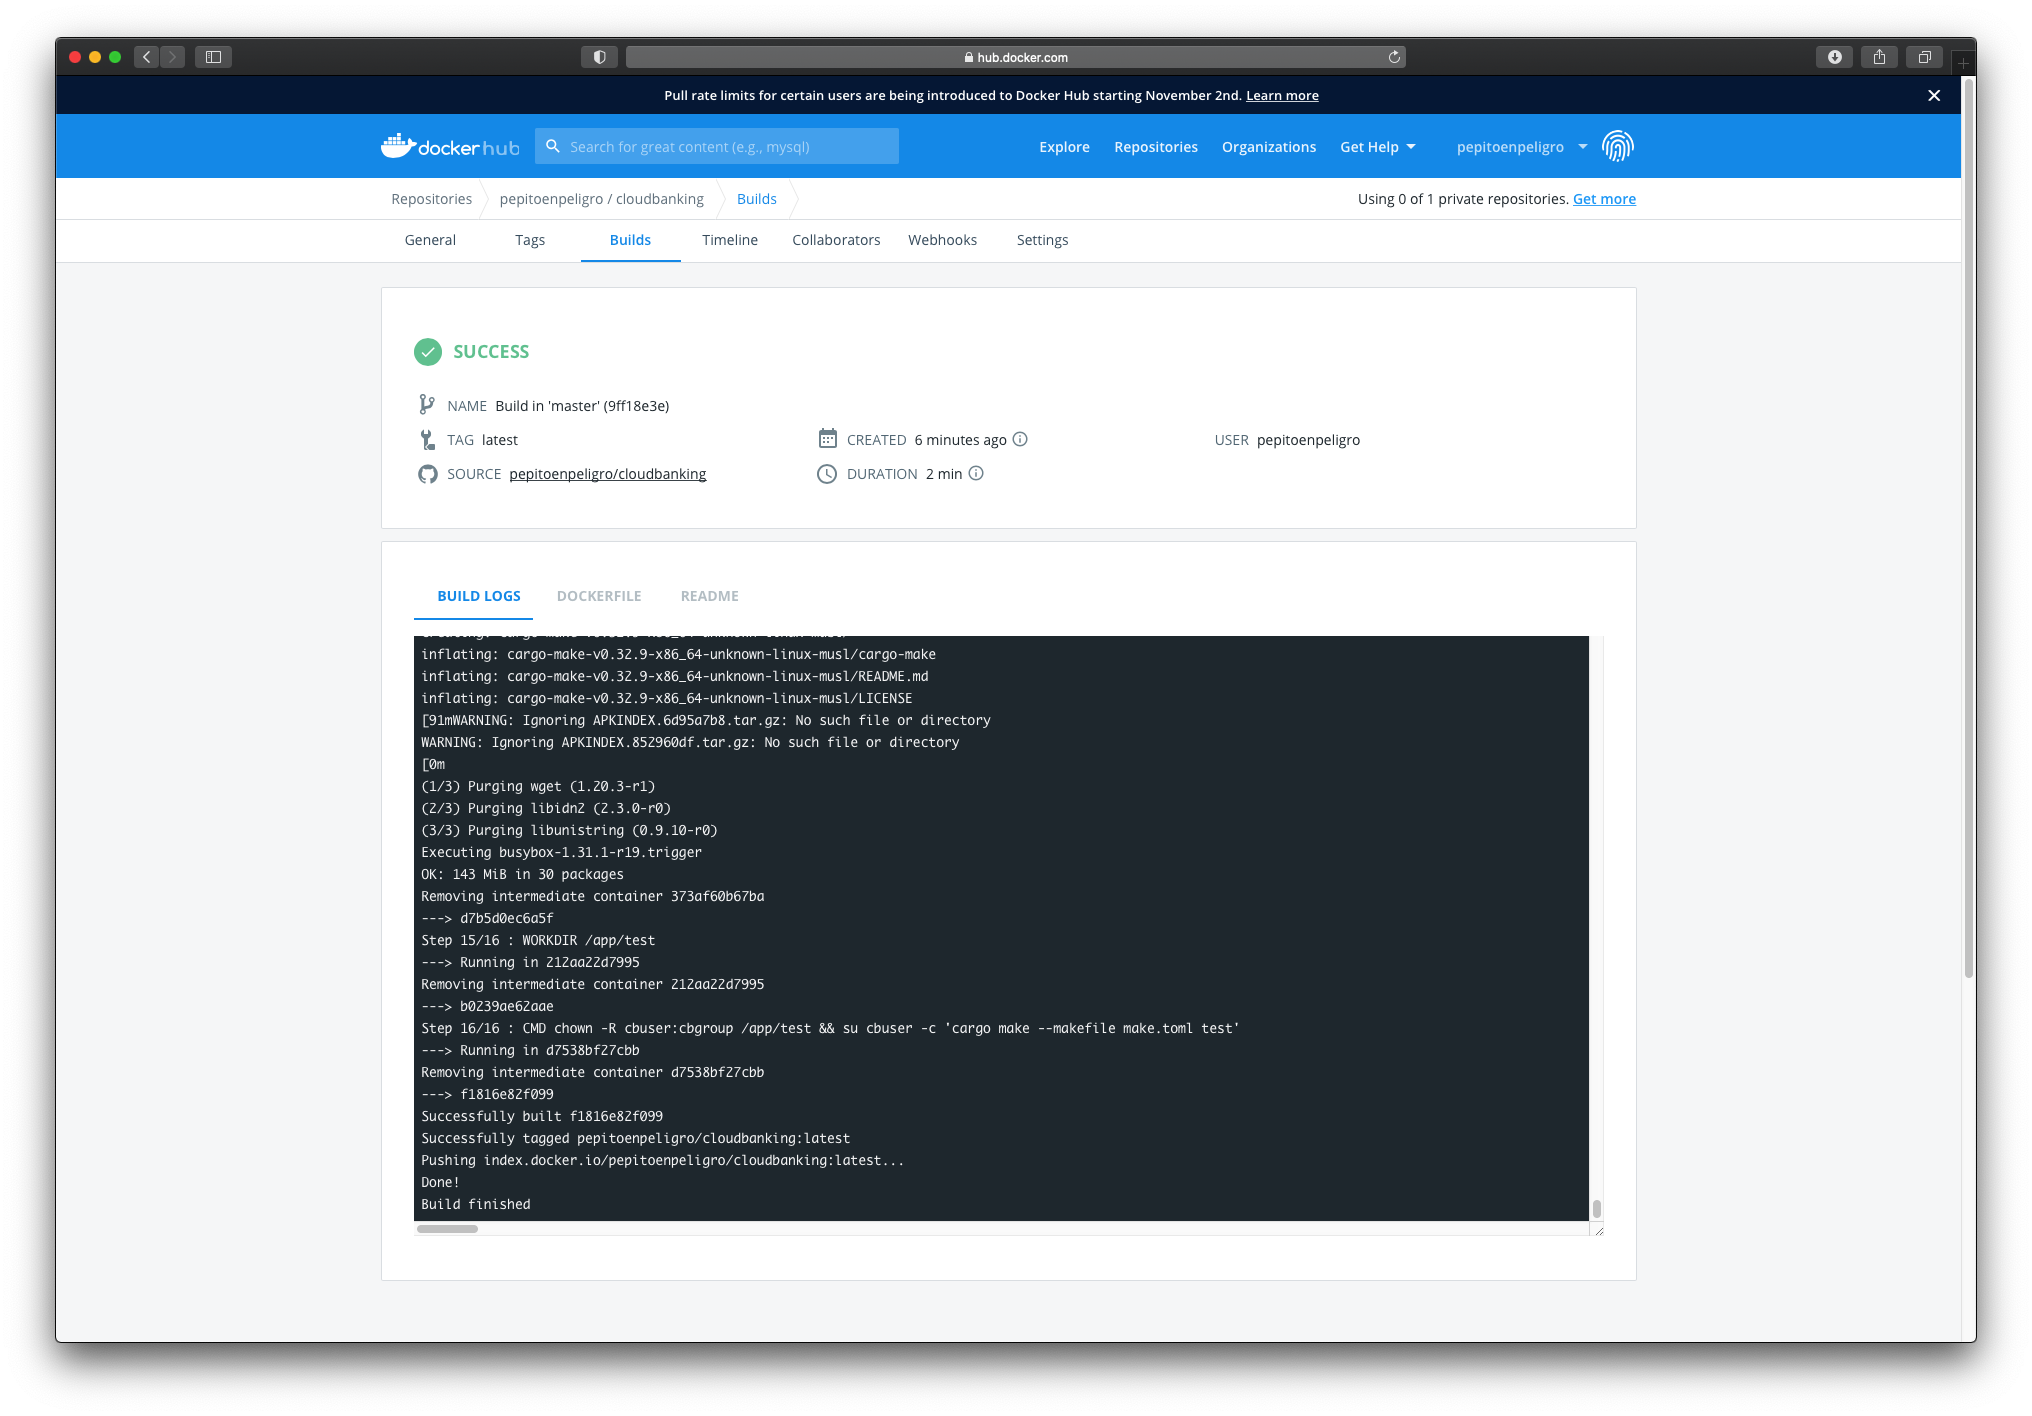 hub.docker.com
Pull rate limits for certain users are being introduced to Docker Hub starting November 2nd. Learn more
docker hub
Search for great content (e.g., mysql)
Explore Repositories Organizations Get Help pepitoenpeligro
Repositories pepitoenpeligro / cloudbanking Builds
Using 0 of 1 private repositories. Get more
General Tags Builds Timeline Collaborators Webhooks Settings
SUCCESS
NAME Build in 'master' (9ff18e3e)
TAG latest CREATED 6 minutes ago USER pepitoenpeligro
SOURCE pepitoenpeligro/cloudbanking DURATION 2 min
BUILD LOGS DOCKERFILE README
creating: cargo-make-v0.32.9-x86_64-unknown-linux-musl/
inflating: cargo-make-v0.32.9-x86_64-unknown-linux-musl/cargo-make
inflating: cargo-make-v0.32.9-x86_64-unknown-linux-musl/README.md
inflating: cargo-make-v0.32.9-x86_64-unknown-linux-musl/LICENSE
[91mWARNING: Ignoring APKINDEX.6d95a7b8.tar.gz: No such file or directory
WARNING: Ignoring APKINDEX.852960df.tar.gz: No such file or directory
[0m
(1/3) Purging wget (1.20.3-r1)
(2/3) Purging libidn2 (2.3.0-r0)
(3/3) Purging libunistring (0.9.10-r0)
Executing busybox-1.31.1-r19.trigger
OK: 143 MiB in 30 packages
Removing intermediate container 373af60b67ba
---> d7b5d0ec6a5f
Step 15/16 : WORKDIR /app/test
---> Running in 212aa22d7995
Removing intermediate container 212aa22d7995
---> b0239ae62aae
Step 16/16 : CMD chown -R cbuser:cbgroup /app/test && su cbuser -c 'cargo make --makefile make.toml test'
---> Running in d7538bf27cbb
Removing intermediate container d7538bf27cbb
---> f1816e82f099
Successfully built f1816e82f099
Successfully tagged pepitoenpeligro/cloudbanking:latest
Pushing index.docker.io/pepitoenpeligro/cloudbanking:latest...
Done!
Build finished